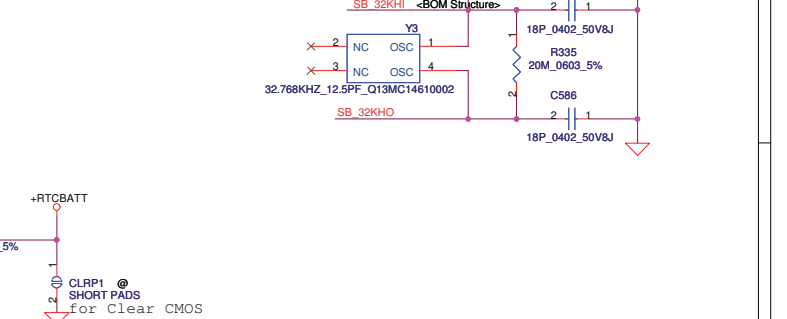 SB_32KHI <BOM Structure>
2 1
18P_0402_50V8J
Y3
2 NC OSC 1
3 NC OSC 4
32.768KHZ_12.5PF_Q13MC14610002
1
R335
20M_0603_5%
2
C586
2 1
18P_0402_50V8J
SB_32KHO
+RTCBATT
_5%
1
CLRP1 @
SHORT PADS
2
for Clear CMOS